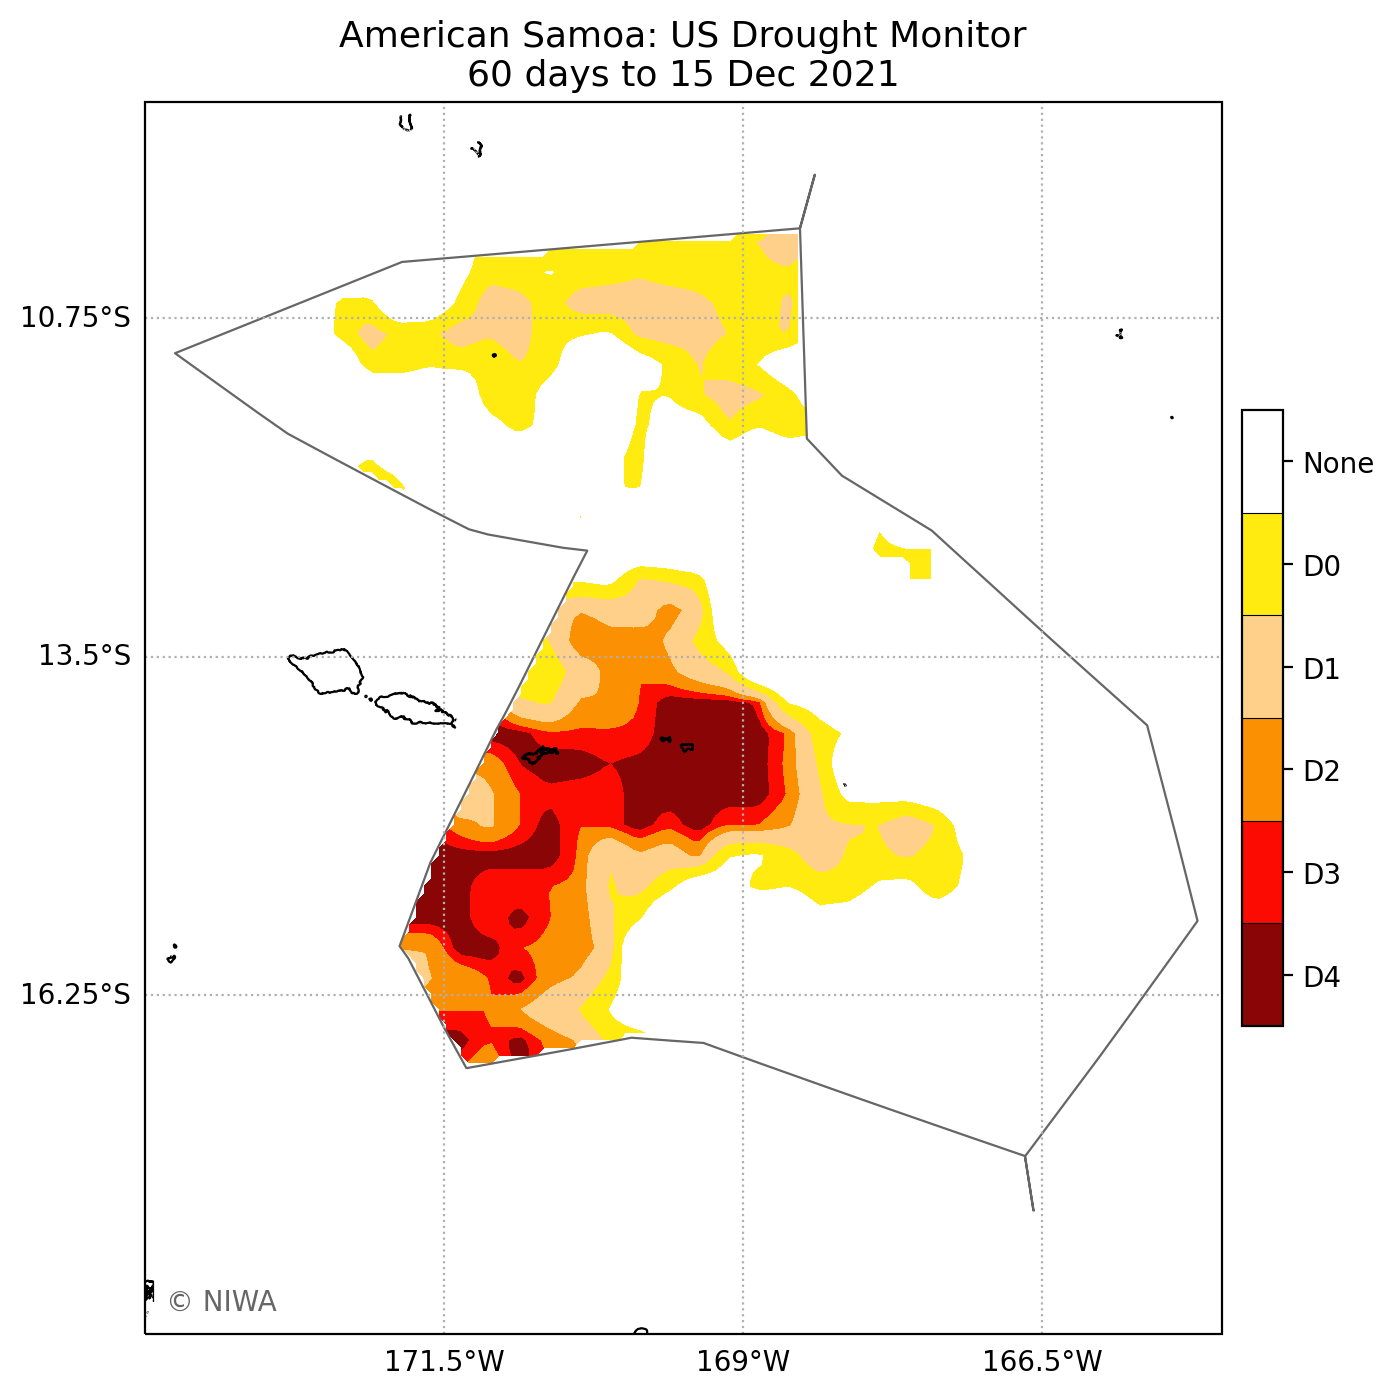 American Samoa: US Drought Monitor
60 days to 15 Dec 2021
10.75°S
13.5°S
16.25°S
171.5°W
169°W
166.5°W
None
D0
D1
D2
D3
D4
© NIWA